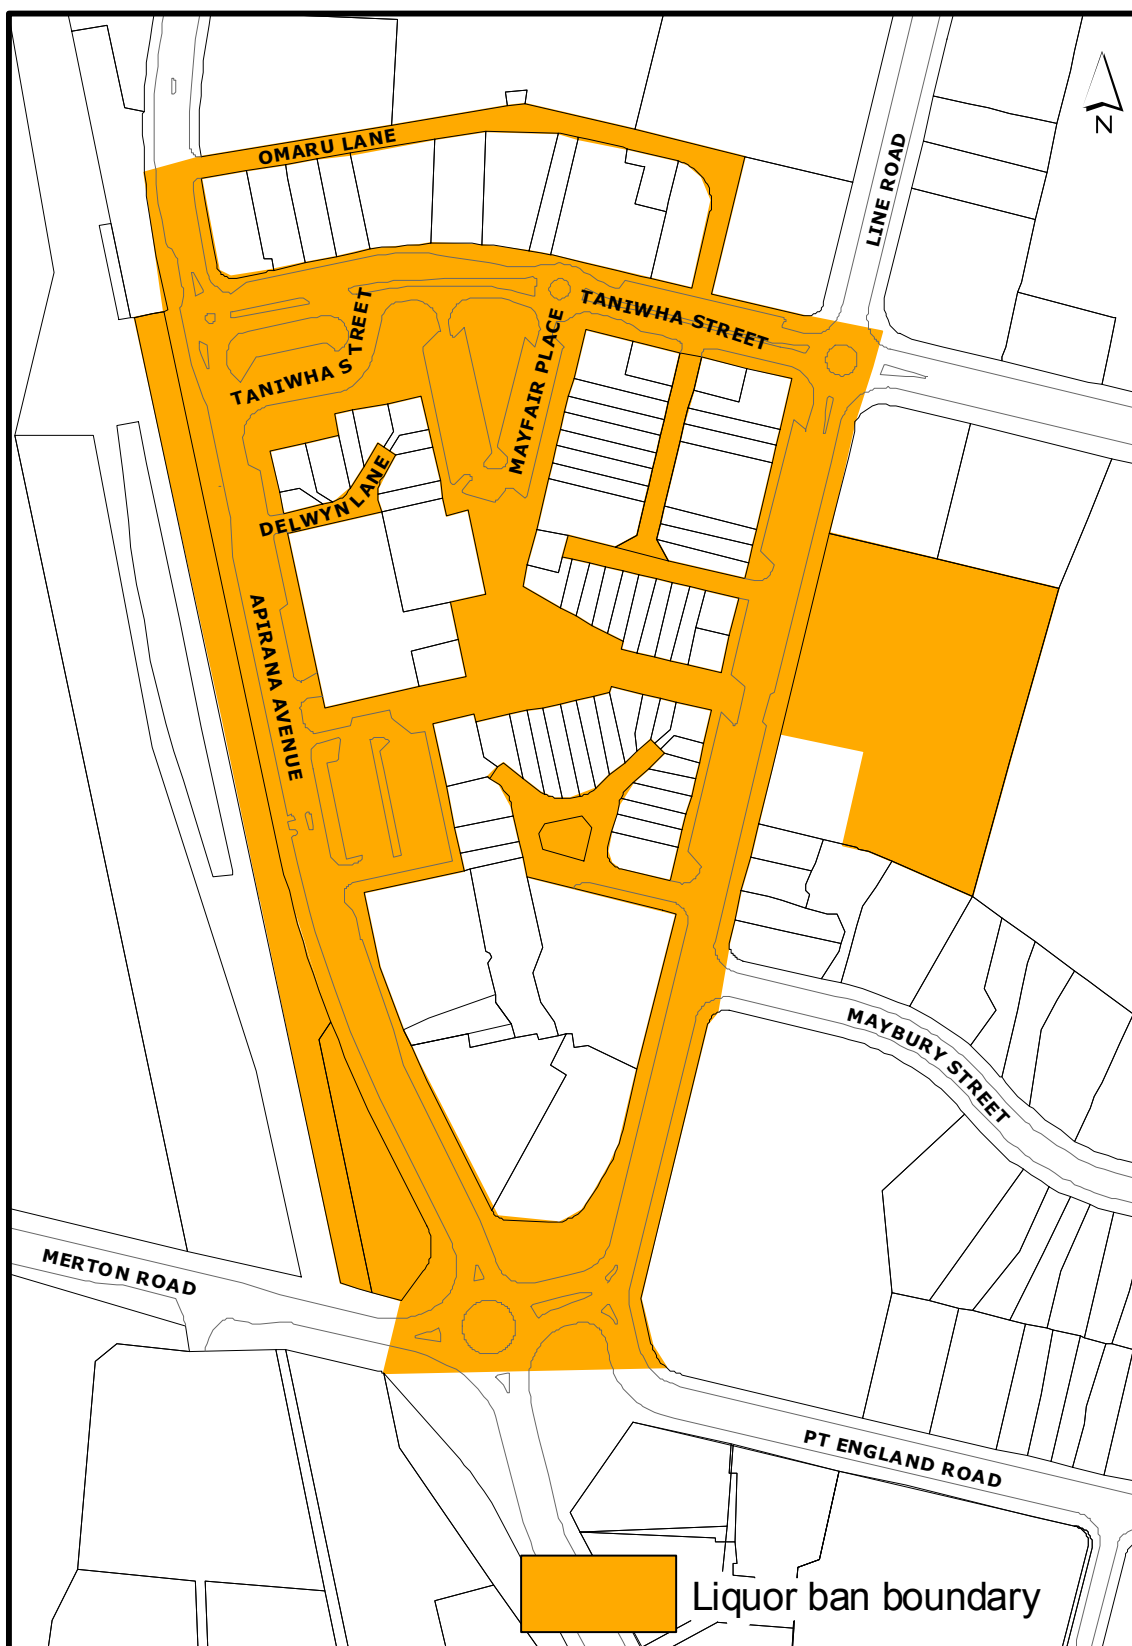 OMARU LANE
N
LINE ROAD
TANIWHA STREET
TANIWHA STREET
MAYFAIR PLACE
DELWYN LANE
APIRANA AVENUE
MAYBURY STREET
MERTON ROAD
PT ENGLAND ROAD
Liquor ban boundary